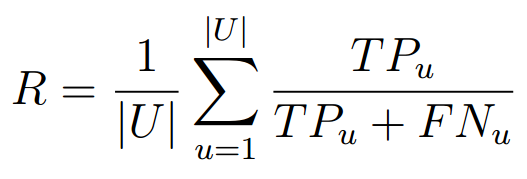 R = \frac{1}{|U|} \sum_{u=1}^{|U|} \frac{TP_u}{TP_u + FN_u}